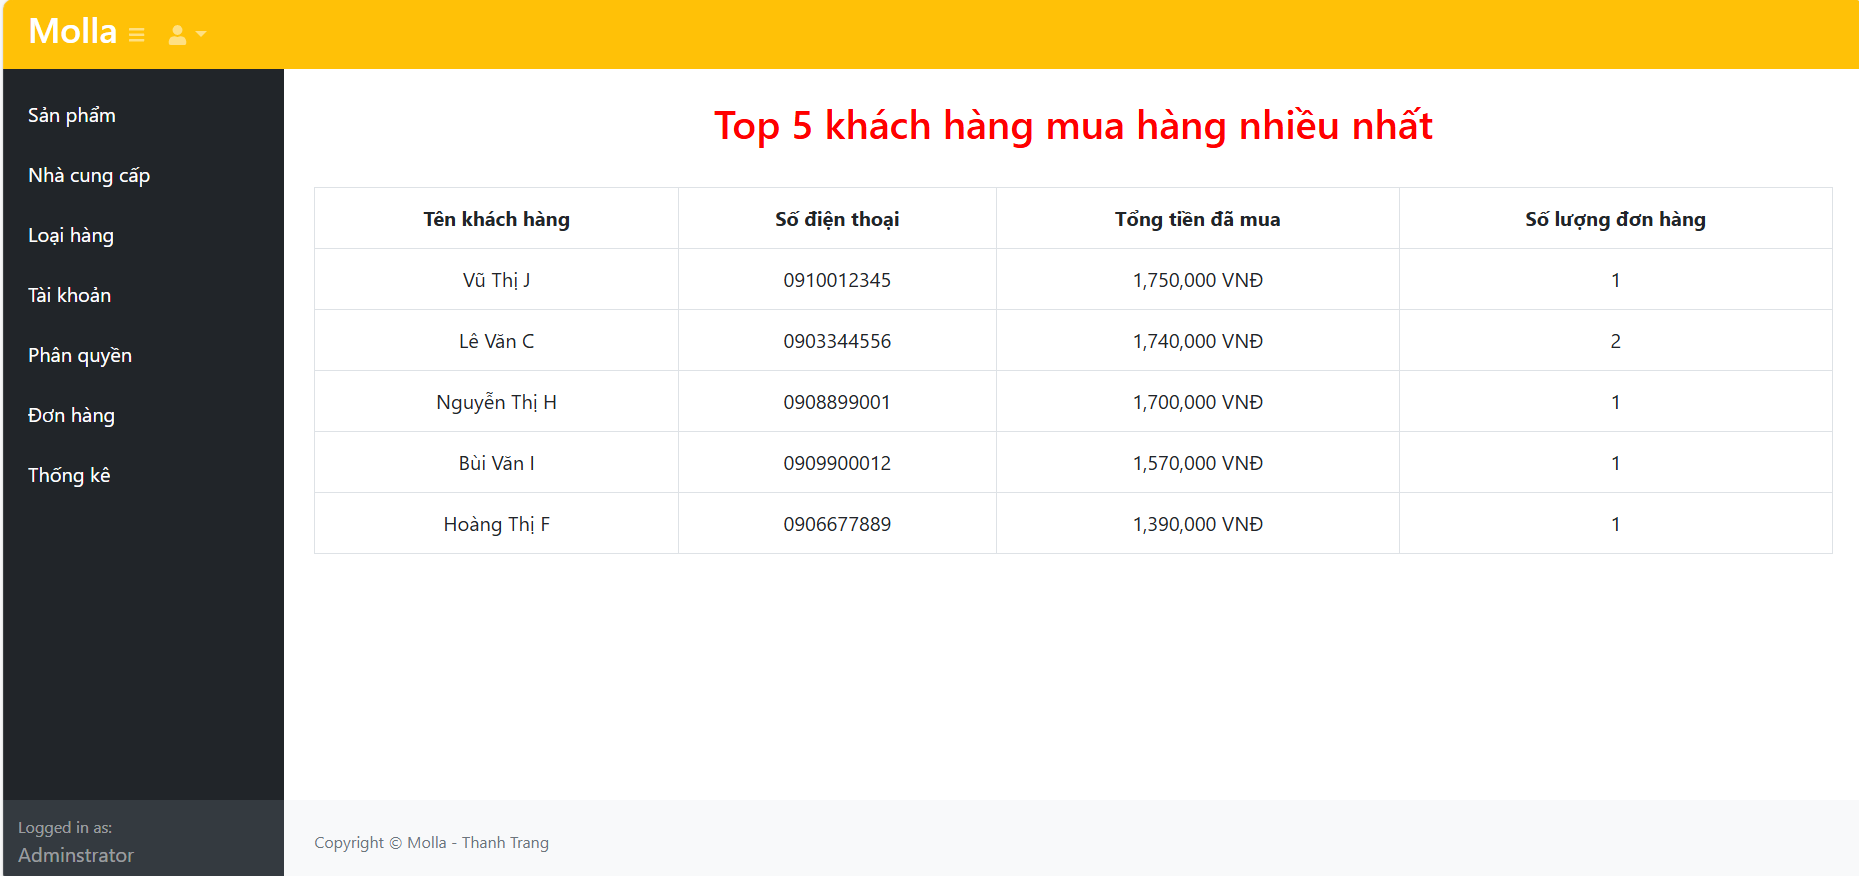 Molla
Sản phẩm
Nhà cung cấp
Loại hàng
Tài khoản
Phân quyền
Đơn hàng
Thống kê
Logged in as:
Adminstrator
Top 5 khách hàng mua hàng nhiều nhất
Tên khách hàng Số điện thoại Tổng tiền đã mua Số lượng đơn hàng
Vũ Thị J 0910012345 1,750,000 VNĐ 1
Lê Văn C 0903344556 1,740,000 VNĐ 2
Nguyễn Thị H 0908899001 1,700,000 VNĐ 1
Bùi Văn I 0909900012 1,570,000 VNĐ 1
Hoàng Thị F 0906677889 1,390,000 VNĐ 1
Copyright © Molla - Thanh Trang